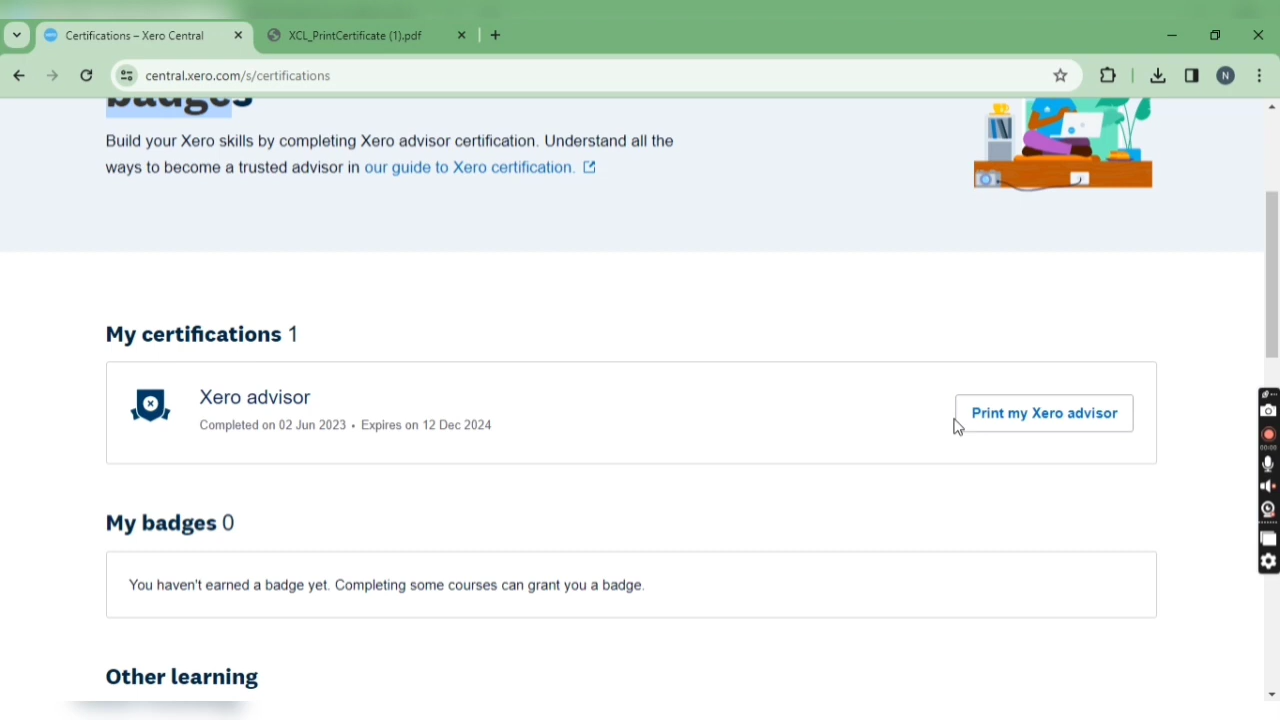 Certifications – Xero Central
XCL_PrintCertificate (1).pdf
central.xero.com/s/certifications
N
badges
Build your Xero skills by completing Xero advisor certification. Understand all the
ways to become a trusted advisor in our guide to Xero certification.
My certifications 1
Xero advisor
Completed on 02 Jun 2023 • Expires on 12 Dec 2024
Print my Xero advisor
My badges 0
You haven't earned a badge yet. Completing some courses can grant you a badge.
Other learning